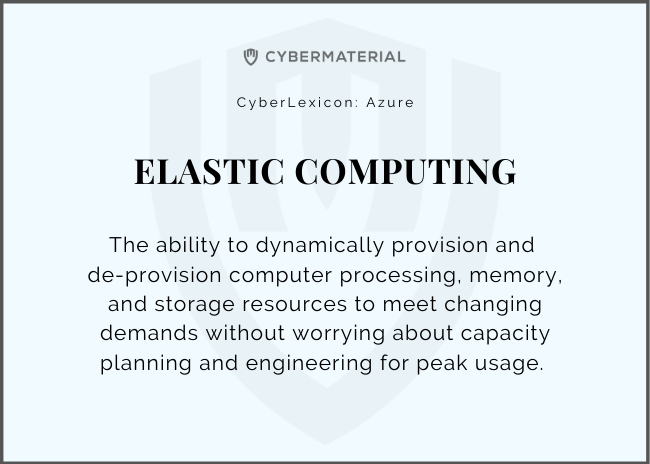 CYBERMATERIAL
CyberLexicon: Azure
ELASTIC COMPUTING
The ability to dynamically provision and
de-provision computer processing, memory,
and storage resources to meet changing
demands without worrying about capacity
planning and engineering for peak usage.